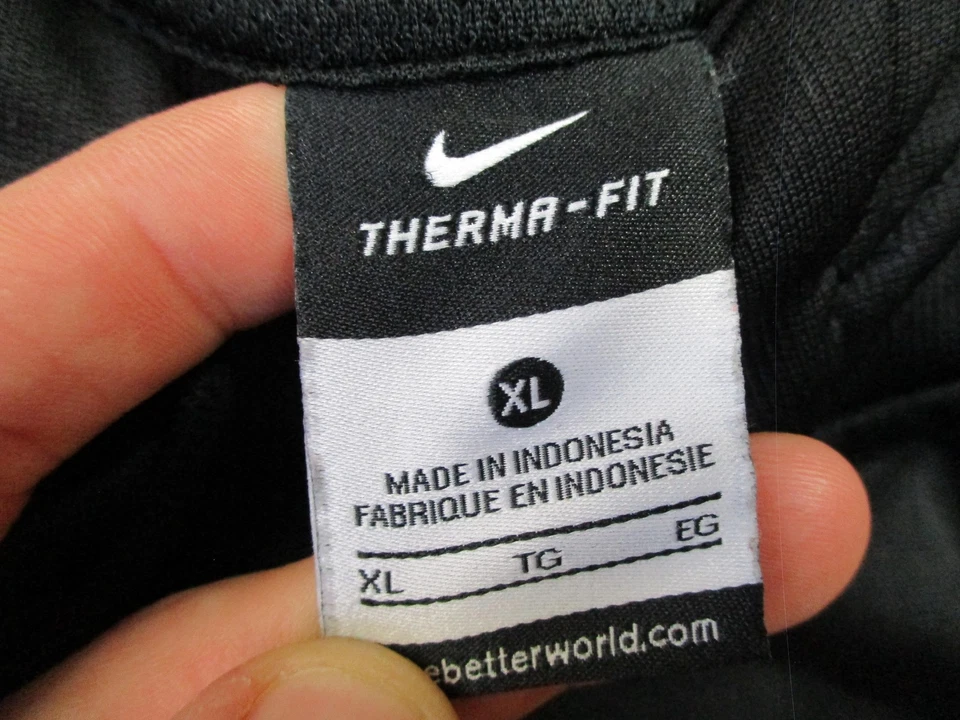 THERMA-FIT
XL
MADE IN INDONESIA
FABRIQUE EN INDONESIE
XL TG EG
ebetterworld.com